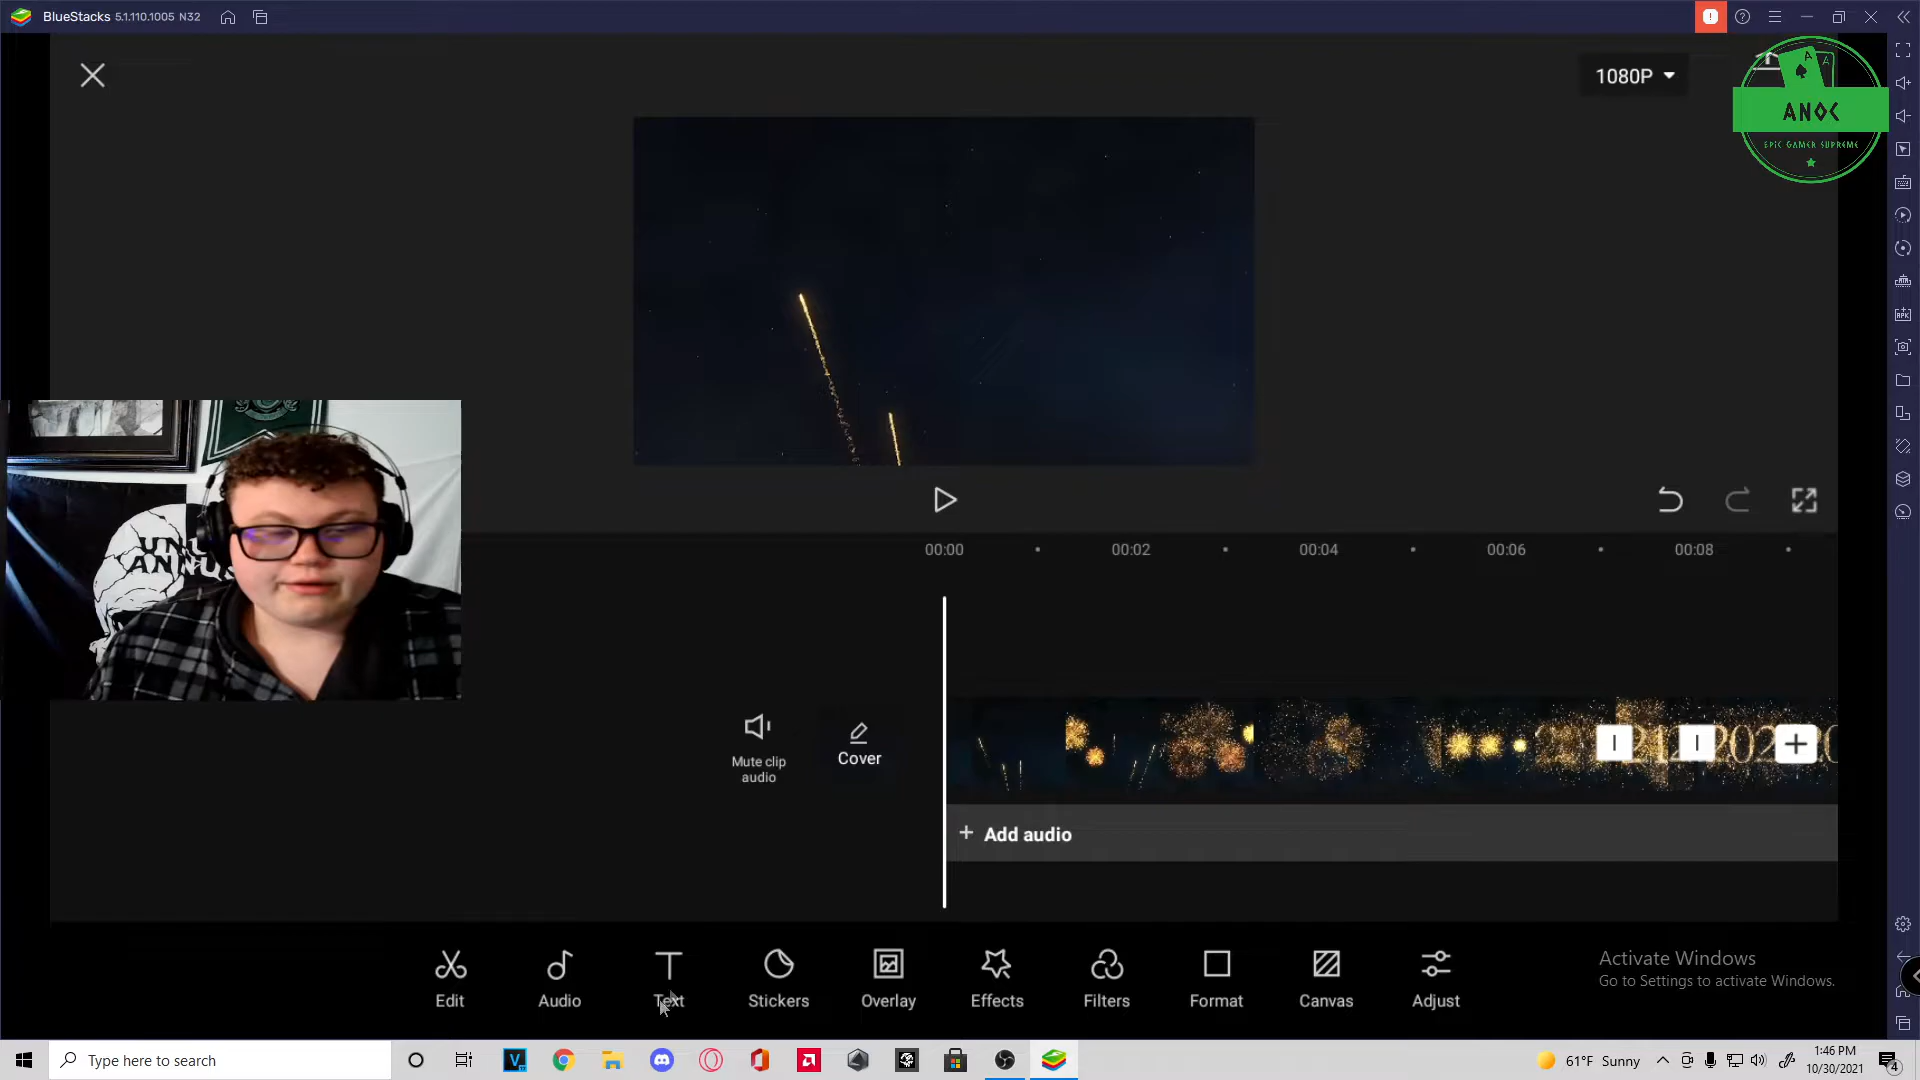 BlueStacks 5.1.110.1005 N32
1080P
A A
ANOC
EPIC GAMER SUPREME
00:00
00:02
00:04
00:06
00:08
Mute clip
audio
Cover
+ Add audio
Edit
Audio
Text
Stickers
Overlay
Effects
Filters
Format
Canvas
Adjust
Activate Windows
Go to Settings to activate Windows.
Type here to search
61°F Sunny
1:46 PM
10/30/2021
4